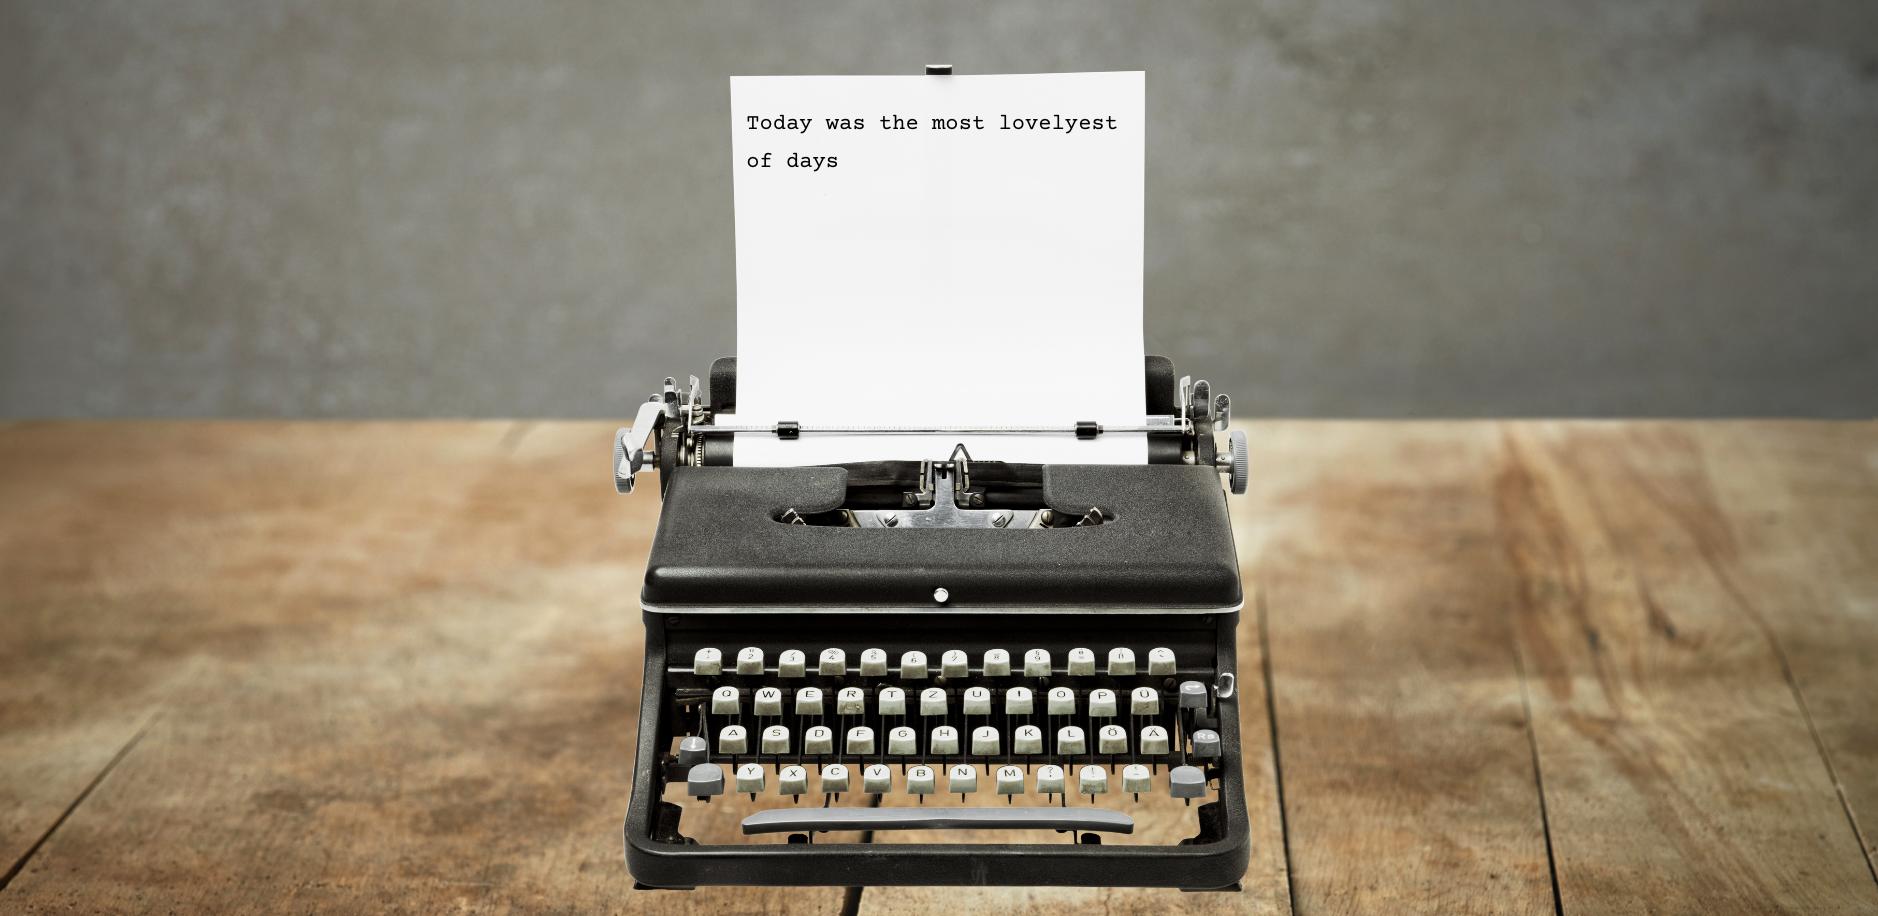 Today was the most lovelyest
of days
Q W E R T Z U I O P Ü
A S D F G H J K L Ö Ä
Y X C V B N M